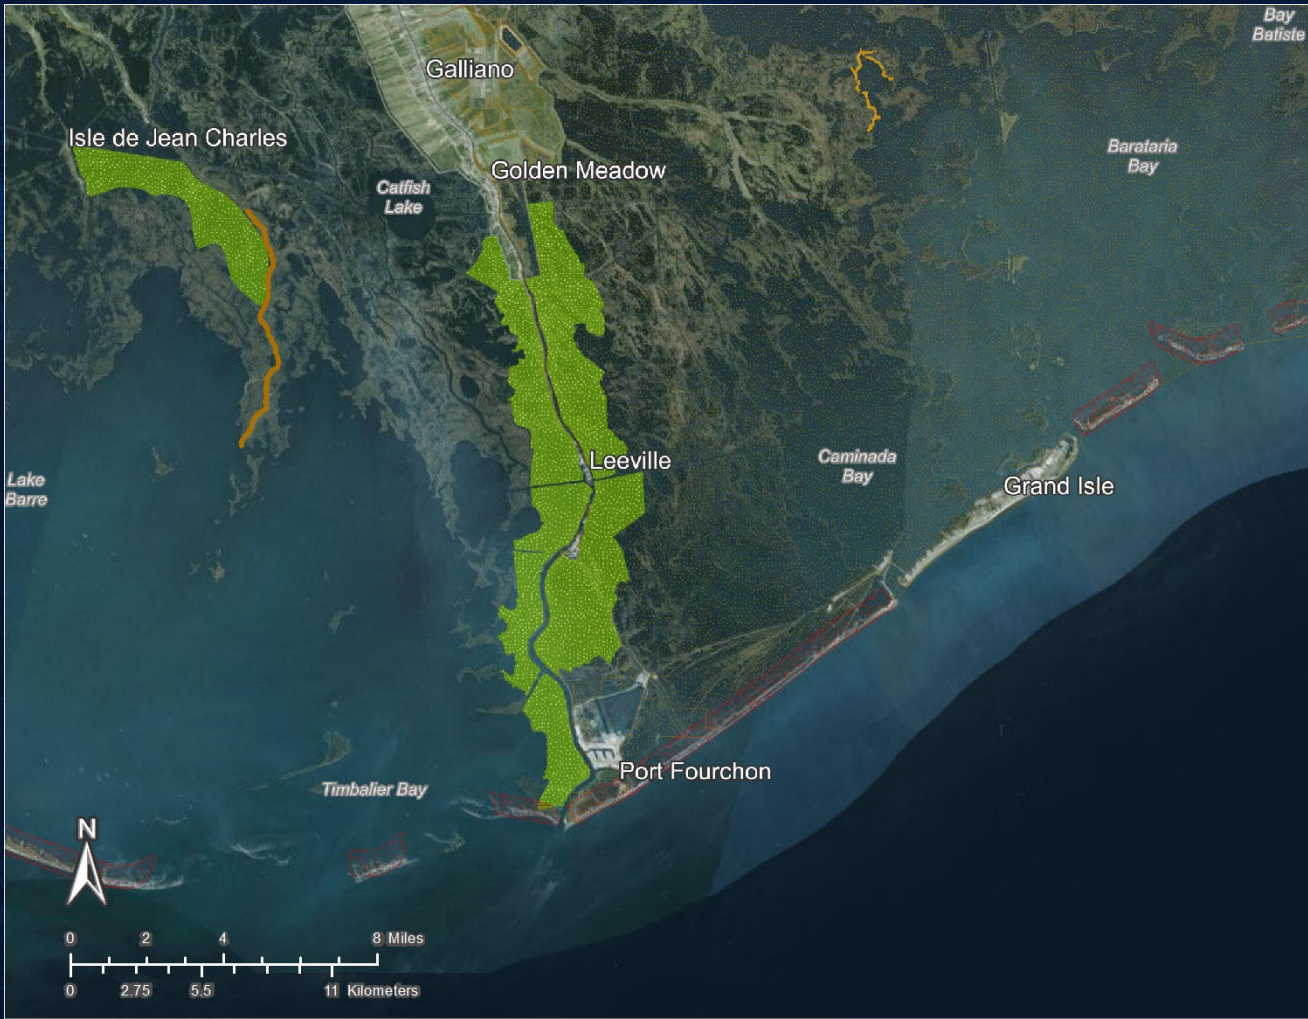 Bay
Batiste
Galliano
Isle de Jean Charles
Barataria
Bay
Golden Meadow
Catfish
Lake
Leeville
Caminada
Bay
Lake
Barre
Grand Isle
Port Fourchon
Timbalier Bay
N
0 2 4 8 Miles
0 2.75 5.5 11 Kilometers